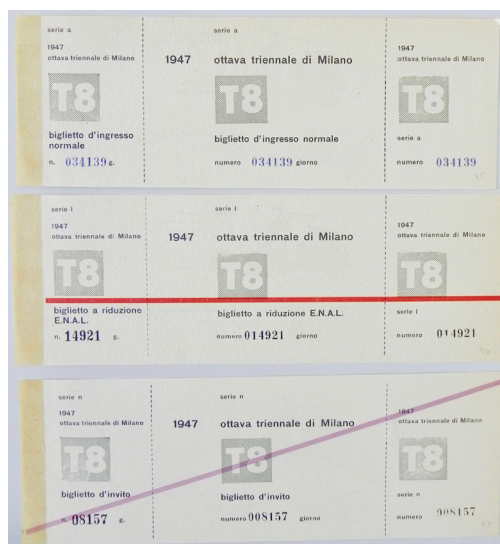 serie a
1947
ottava triennale di Milano
T8
biglietto d'ingresso
normale
n. 034139 g.
serie a
1947 ottava triennale di Milano
T8
biglietto d'ingresso normale
numero 034139 giorno
1947
ottava triennale di Milano
T8
serie a
numero 034139
serie l
1947
ottava triennale di Milano
T8
biglietto a riduzione
E.N.A.L.
n. 14921 g.
serie l
1947 ottava triennale di Milano
T8
biglietto a riduzione E.N.A.L.
numero 014921 giorno
1947
ottava triennale di Milano
T8
serie l
numero 014921
serie n
1947
ottava triennale di Milano
T8
biglietto d'invito
n. 08157 g.
serie n
1947 ottava triennale di Milano
T8
biglietto d'invito
numero 008157 giorno
1947
ottava triennale di Milano
T8
serie n
numero 008157